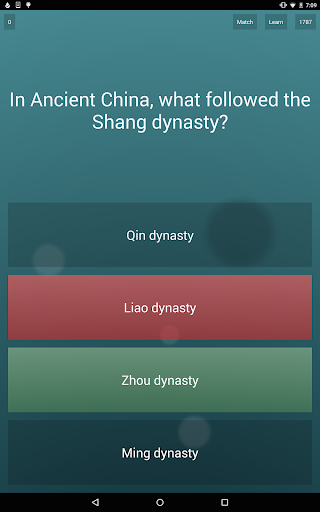 7:09
0
Match
Learn
1787
In Ancient China, what followed the
Shang dynasty?
Qin dynasty
Liao dynasty
Zhou dynasty
Ming dynasty